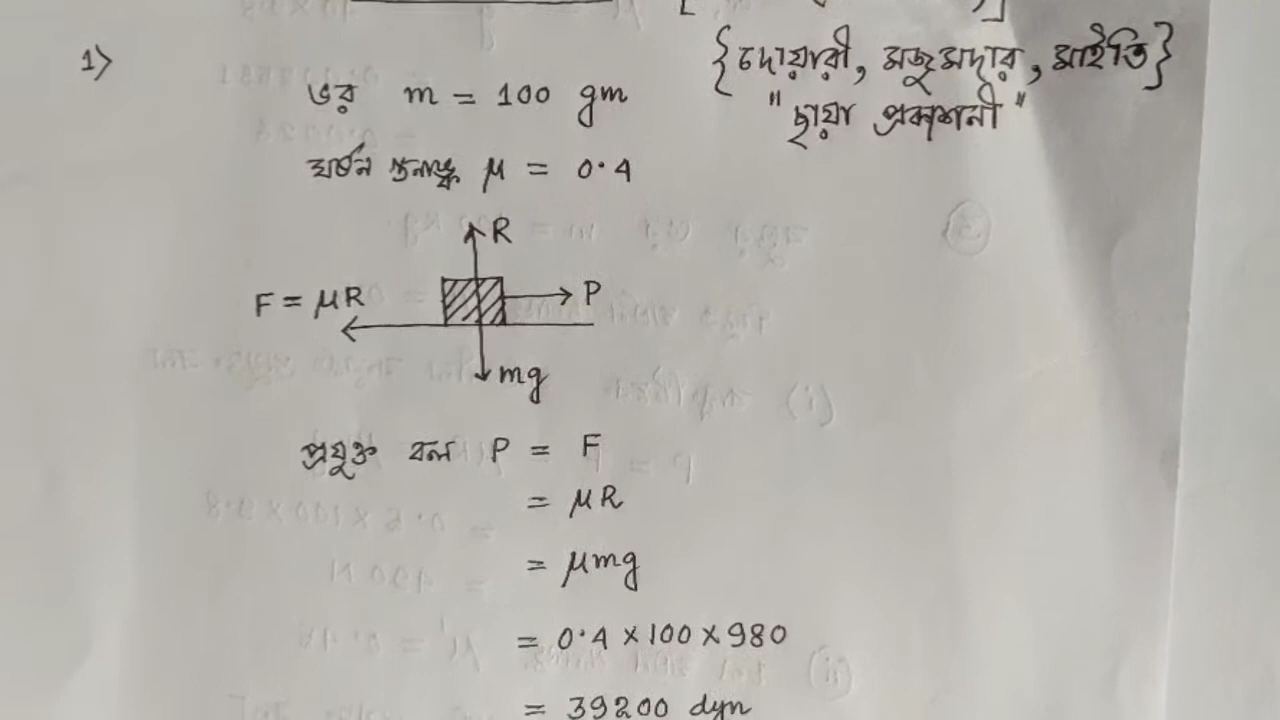 1>
{দোয়ারী, মজুমদার, মাইতি}
"ছায়া প্রকাশনী"
ভর m = 100 gm
ঘর্ষন গুনাঙ্ক μ = 0.4
R
F = μR
P
mg
প্রযুক্ত বল P = F
= μR
= μmg
= 0.4 × 100 × 980
= 39200 dyn